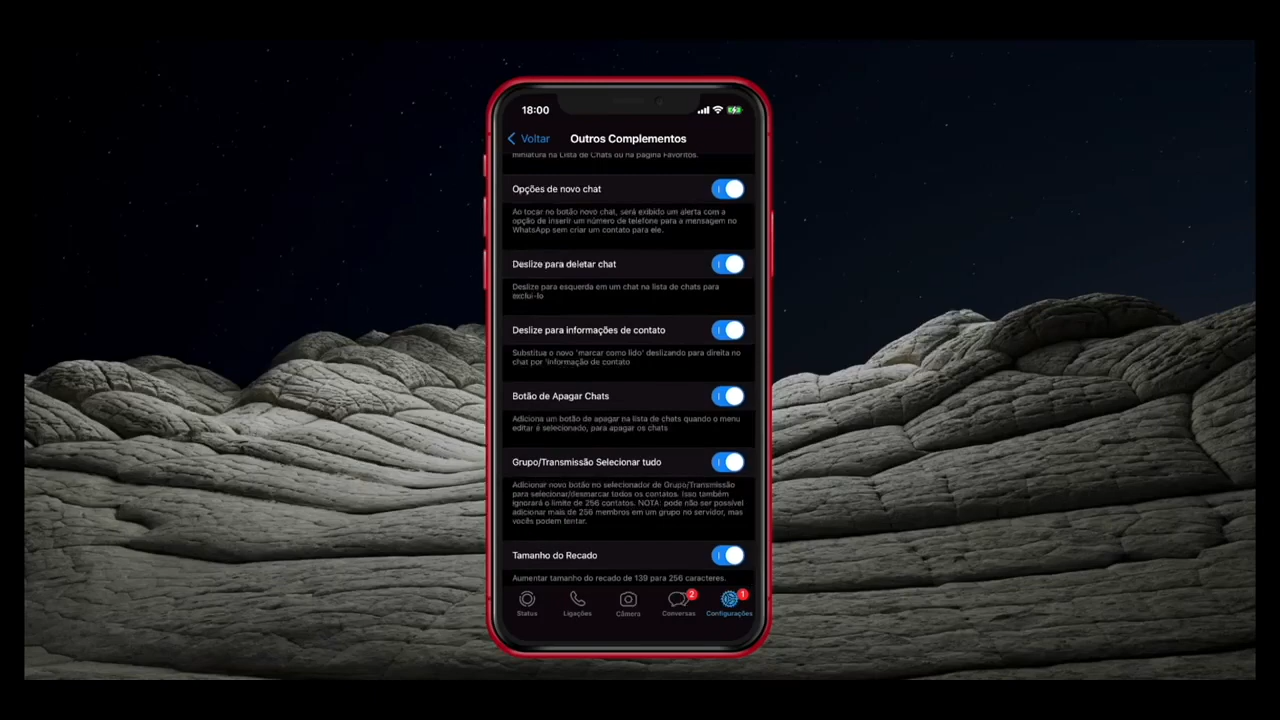 18:00
Voltar
Outros Complementos
miniatura na Lista de Chats ou na página Favoritos.
Opções de novo chat
Ao tocar no botão novo chat, será exibido um alerta com a
opção de inserir um número de telefone para a mensagem no
WhatsApp sem criar um contato para ele.
Deslize para deletar chat
Deslize para esquerda em um chat na lista de chats para
excluí-lo
Deslize para informações de contato
Substitua o novo 'marcar como lido' deslizando para direita no
chat por 'informação de contato
Botão de Apagar Chats
Adiciona um botão de apagar na lista de chats quando o menu
editar é selecionado, para apagar os chats
Grupo/Transmissão Selecionar tudo
Adicionar novo botão no selecionador de Grupo/Transmissão
para selecionar/desmarcar todos os contatos. Isso também
ignorará o limite de 256 contatos. NOTA: pode não ser possível
adicionar mais de 256 membros em um grupo no servidor, mas
vocês podem tentar.
Tamanho do Recado
Aumentar tamanho do recado de 139 para 256 caracteres.
2
1
Status
Ligações
Câmera
Conversas
Configurações